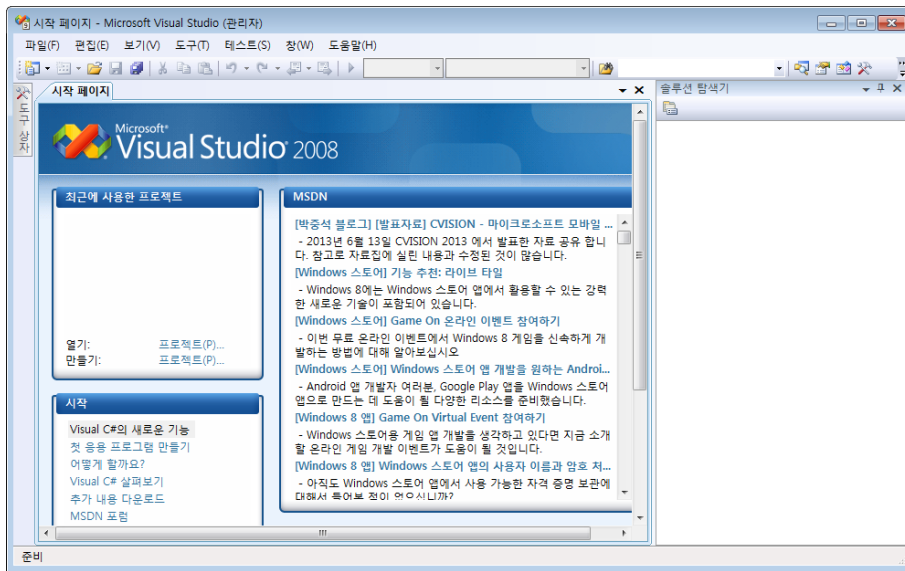 시작 페이지 - Microsoft Visual Studio (관리자)
파일(F) 편집(E) 보기(V) 도구(T) 테스트(S) 창(W) 도움말(H)
도구 상자
시작 페이지
솔루션 탐색기
Microsoft
Visual Studio 2008
최근에 사용한 프로젝트
열기: 프로젝트(P)...
만들기: 프로젝트(P)...
시작
Visual C#의 새로운 기능
첫 응용 프로그램 만들기
어떻게 할까요?
Visual C# 살펴보기
추가 내용 다운로드
MSDN 포럼
MSDN
[박중석 블로그] [발표자료] CVISION - 마이크로소프트 모바일 ...
- 2013년 6월 13일 CVISION 2013 에서 발표한 자료 공유 합니
다. 참고로 자료집에 실린 내용과 수정된 것이 많습니다.
[Windows 스토어] 기능 추천: 라이브 타일
- Windows 8에는 Windows 스토어 앱에서 활용할 수 있는 강력
한 새로운 기술이 포함되어 있습니다.
[Windows 스토어] Game On 온라인 이벤트 참여하기
- 이번 무료 온라인 이벤트에서 Windows 8 게임을 신속하게 개
발하는 방법에 대해 알아보십시오
[Windows 스토어] Windows 스토어 앱 개발을 원하는 Androi...
- Android 앱 개발자 여러분, Google Play 앱을 Windows 스토어
앱으로 만드는 데 도움이 될 다양한 리소스를 준비했습니다.
[Windows 8 앱] Game On Virtual Event 참여하기
- Windows 스토어용 게임 앱 개발을 생각하고 있다면 지금 소개
할 온라인 게임 개발 이벤트가 도움이 될 것입니다.
[Windows 8 앱] Windows 스토어 앱의 사용자 이름과 암호 처...
- 아직도 Windows 스토어 앱에서 사용 가능한 자격 증명 보관에
대해서 들어본 적이 없으십니까?
준비